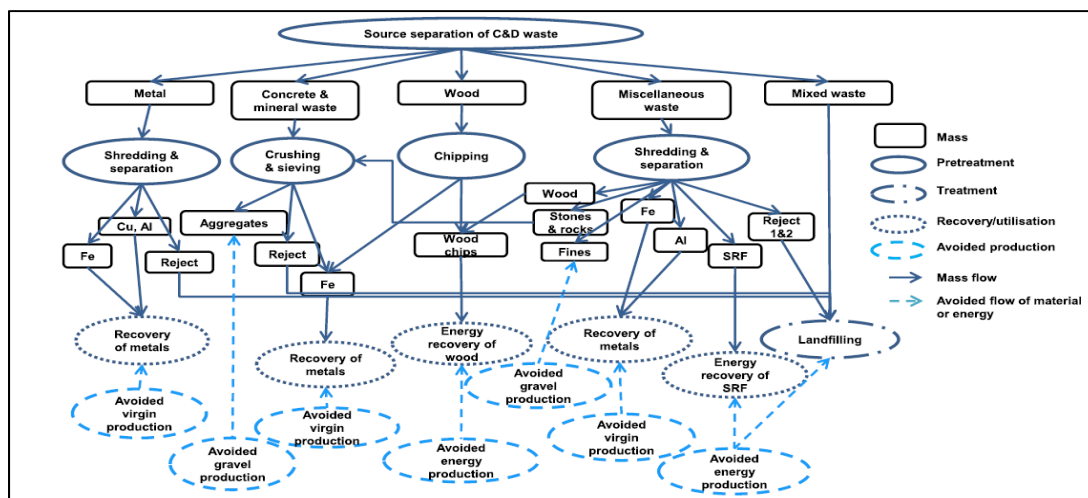 Source separation of C&D waste
Metal
Concrete &
mineral waste
Wood
Miscellaneous
waste
Mixed waste
Mass
Shredding &
separation
Crushing
& sieving
Chipping
Shredding &
separation
Pretreatment
Treatment
Wood
Cu, Al
Aggregates
Stones
& rocks
Fe
Reject
1&2
Recovery/utilisation
Fe
Reject
Reject
Wood
chips
Fines
Al
SRF
Avoided production
Fe
Mass flow
Avoided flow of material
or energy
Recovery
of metals
Recovery of
metals
Energy
recovery of
wood
Recovery of
metals
Landfilling
Energy
recovery of
SRF
Avoided
gravel
production
Avoided
virgin
production
Avoided
gravel
production
Avoided
virgin
production
Avoided
energy
production
Avoided
virgin
production
Avoided
energy
production